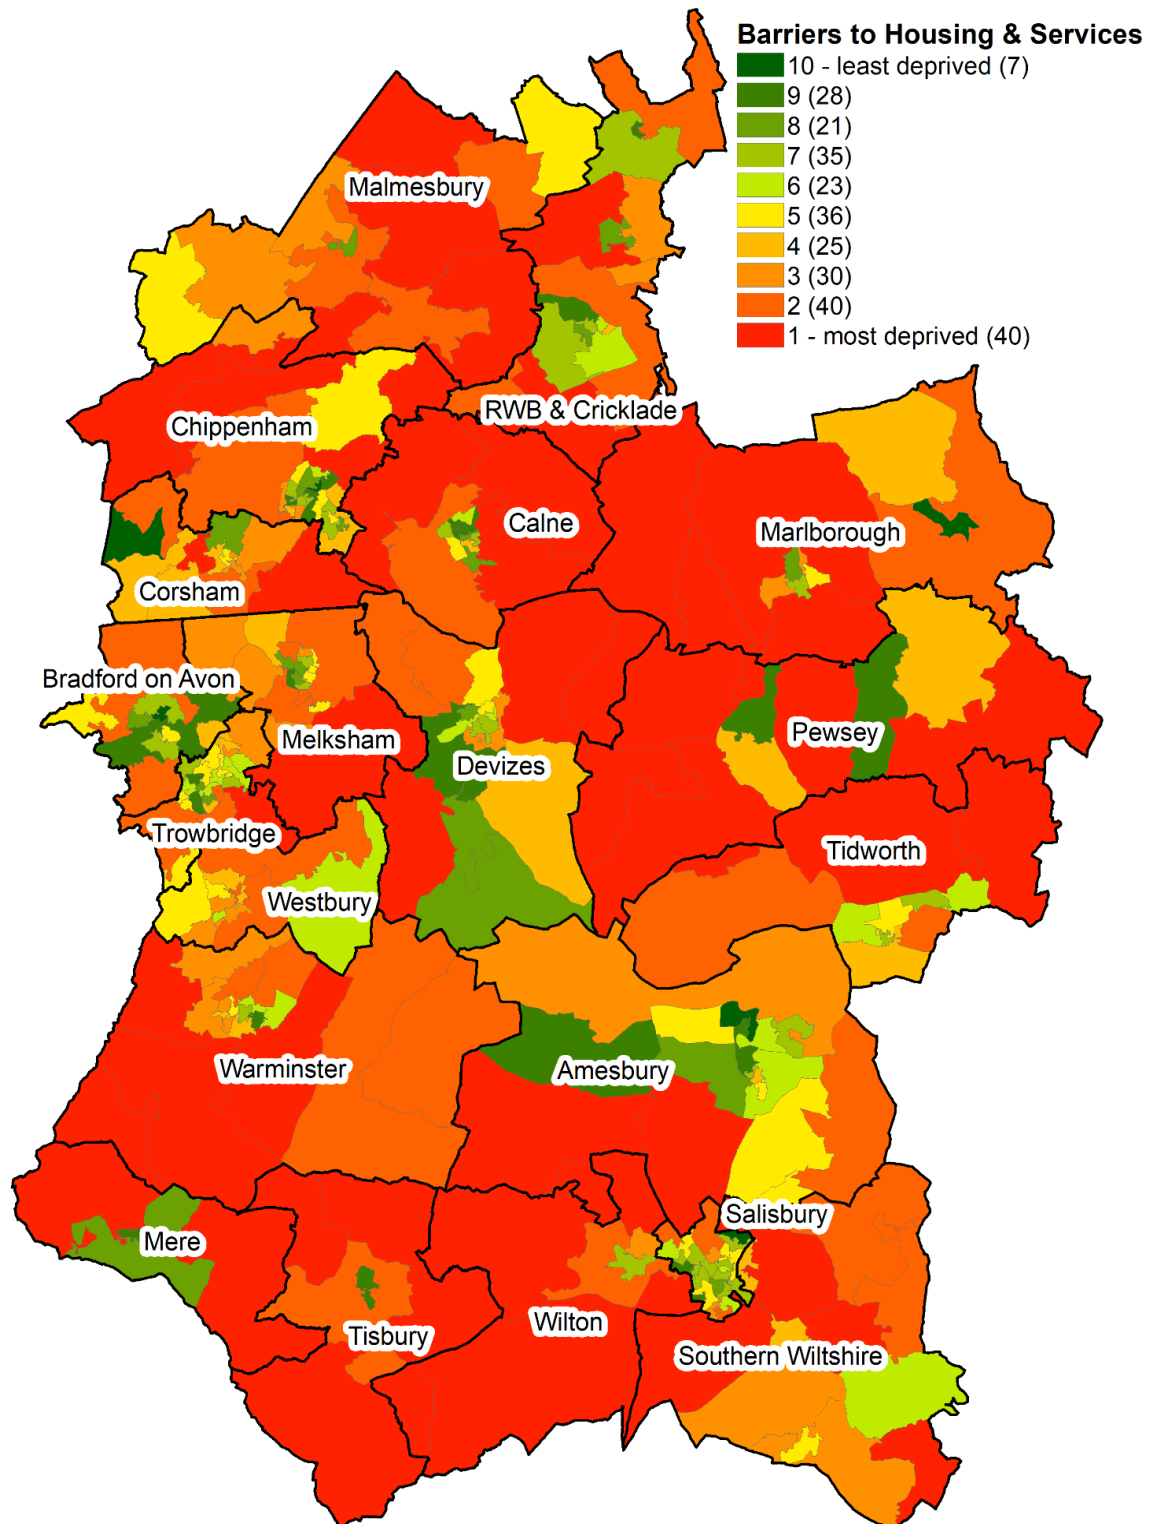 Barriers to Housing & Services
10 - least deprived (7)
9 (28)
8 (21)
7 (35)
6 (23)
5 (36)
4 (25)
3 (30)
2 (40)
1 - most deprived (40)
Malmesbury
RWB & Cricklade
Chippenham
Calne
Marlborough
Corsham
Bradford on Avon
Melksham
Pewsey
Devizes
Trowbridge
Tidworth
Westbury
Warminster
Amesbury
Salisbury
Mere
Wilton
Tisbury
Southern Wiltshire